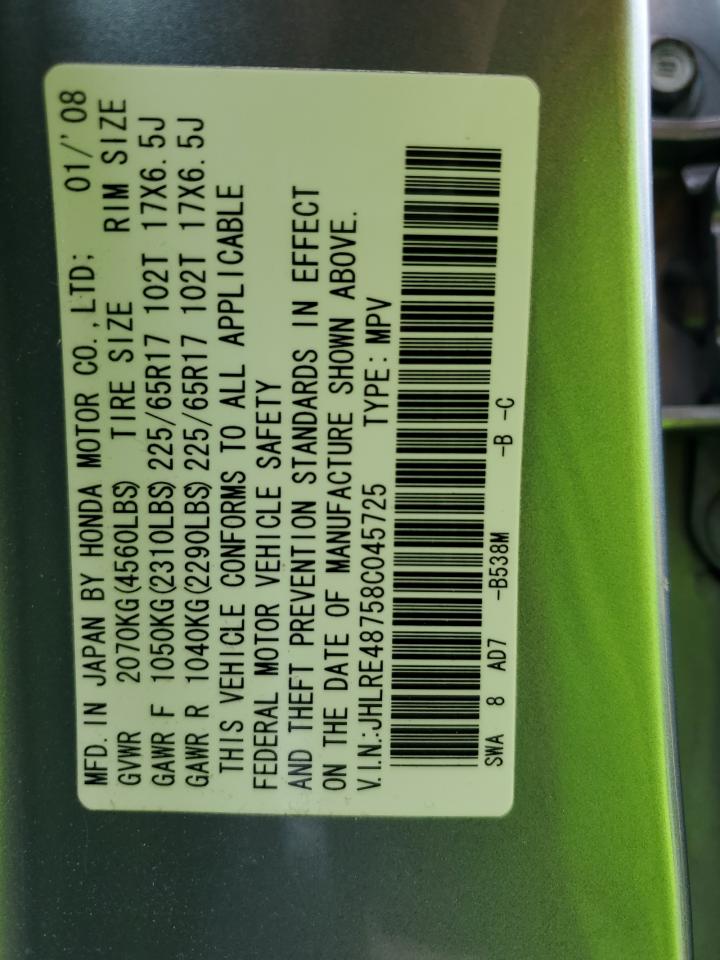 MFD. IN JAPAN BY HONDA MOTOR CO., LTD; 01/'08
GVWR 2070KG(4560LBS) TIRE SIZE RIM SIZE
GAWR F 1050KG(2310LBS) 225/65R17 102T 17X6.5J
GAWR R 1040KG(2290LBS) 225/65R17 102T 17X6.5J
THIS VEHICLE CONFORMS TO ALL APPLICABLE
FEDERAL MOTOR VEHICLE SAFETY
AND THEFT PREVENTION STANDARDS IN EFFECT
ON THE DATE OF MANUFACTURE SHOWN ABOVE.
V.I.N.:JHLRE48758C045725 TYPE: MPV
SWA 8 AD7 -B538M -B -C